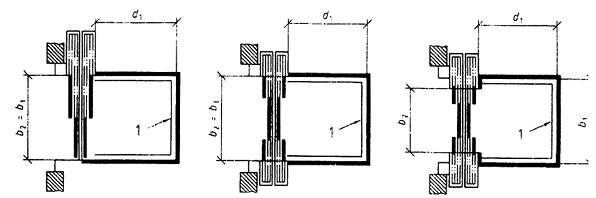 d₁
b₂ = b₁
1
d₁
b₂ = b₁
1
d₁
b₂
1
b₁